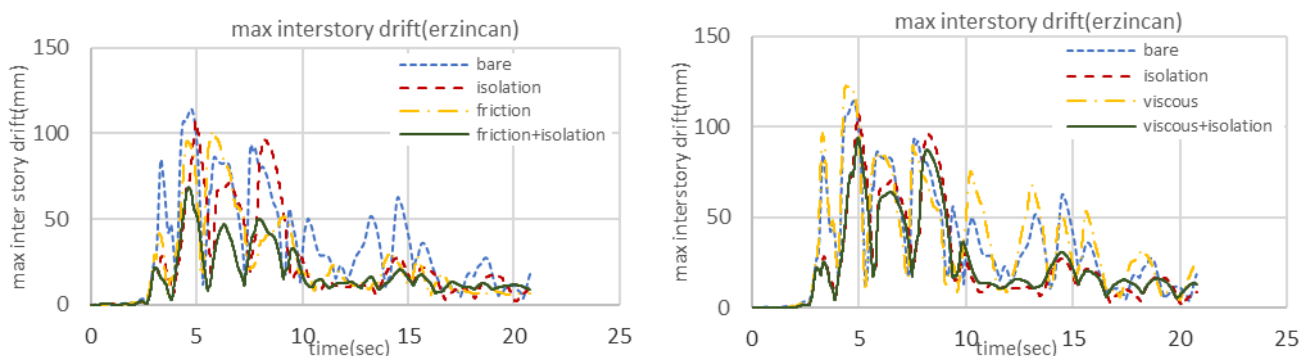 max interstory drift(erzincan)
150
100
50
0
max inter story drift(mm)
bare
isolation
friction
friction+isolation
0 5 10 15 20 25
time(sec)
max interstory drift(erzincan)
150
100
50
0
max inter story drift(mm)
bare
isolation
viscous
viscous+isolation
0 5 10 15 20 25
time(sec)